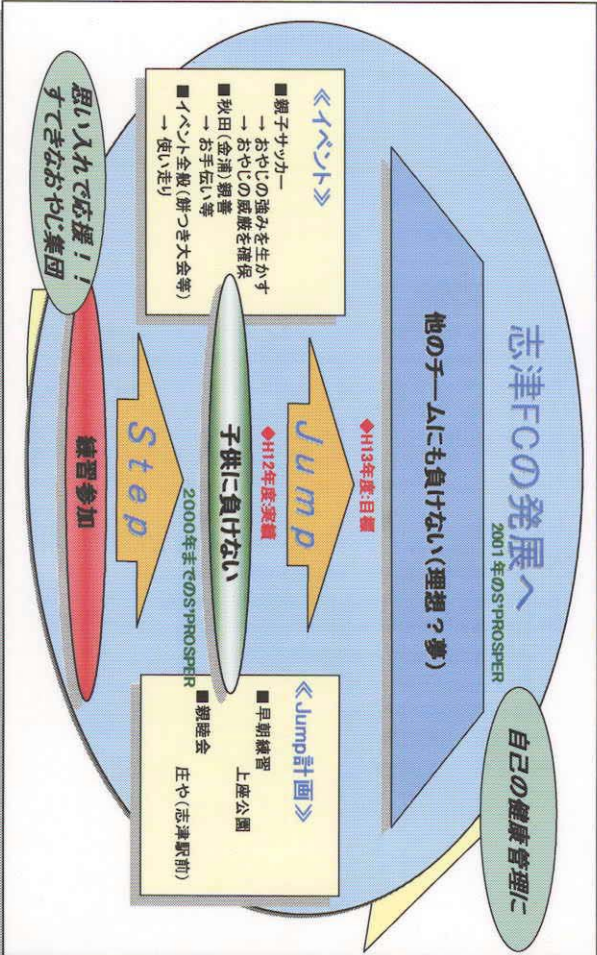 志津FCの発展へ
2001年のS'PROSPER
自己の健康管理に
他のチームにも負けない(理想?夢)
◆H13年度:目標
Jump
≪イベント≫
■親子サッカー
→ おやじの強みを生かす
→ おやじの威厳を確保
■秋田(金浦)親善
→ お手伝い等
■イベント全般(餅つき大会等)
→ 使い走り
≪Jump計画≫
■早朝練習
上座公園
■親睦会
庄や(志津駅前)
◆H12年度:実績
子供に負けない
2000年までのS'PROSPER
Step
練習参加
思い入れで応援!!
すてきなおやじ集団